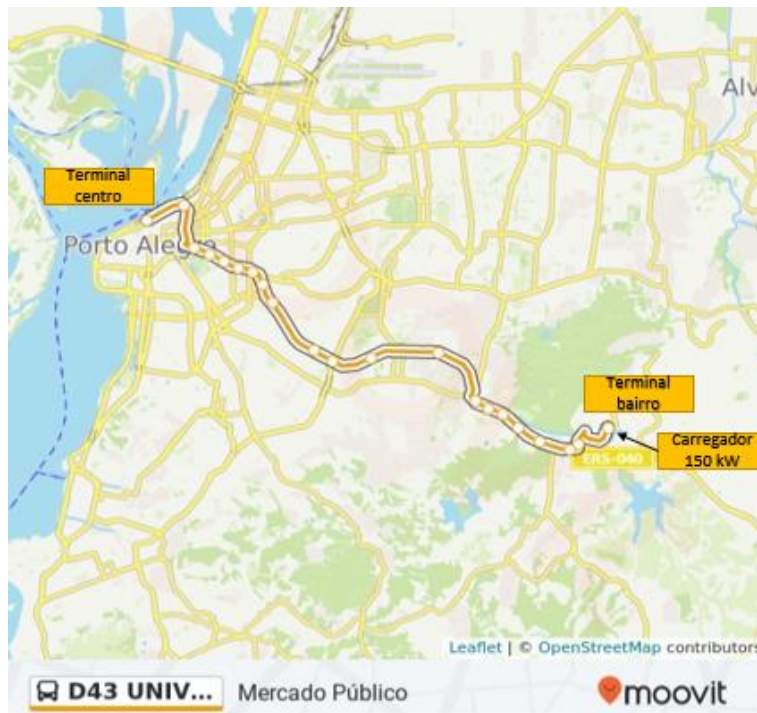 Alv
Terminal
centro
Porto Alegre
Terminal
bairro
Carregador
150 kW
ERS-040
Leaflet | © OpenStreetMap contributors
D43 UNIV... Mercado Público moovit